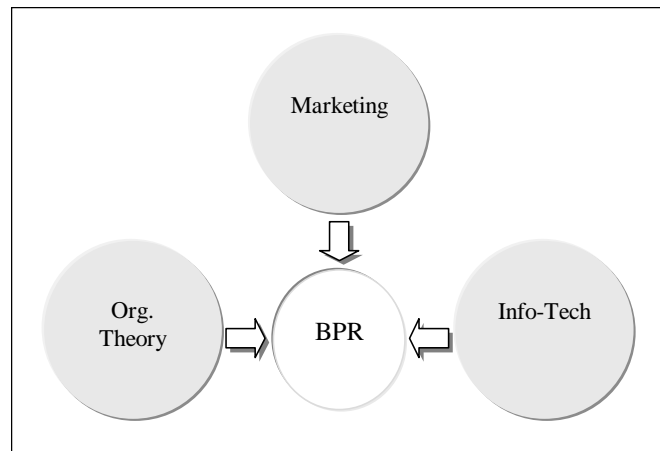 Marketing
Org.
Theory
BPR
Info-Tech